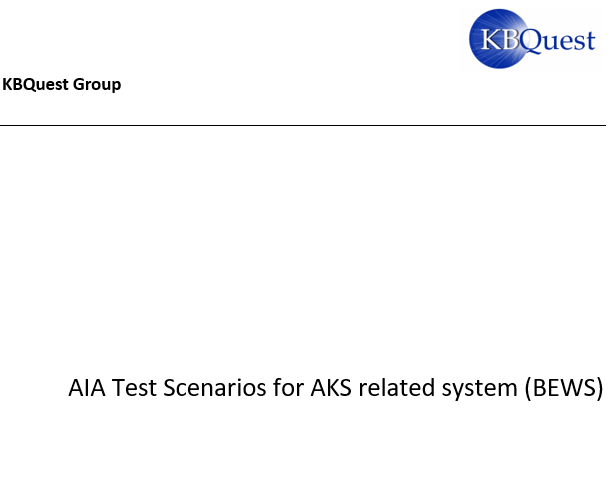 KBQuest
KBQuest Group
AIA Test Scenarios for AKS related system (BEWS)